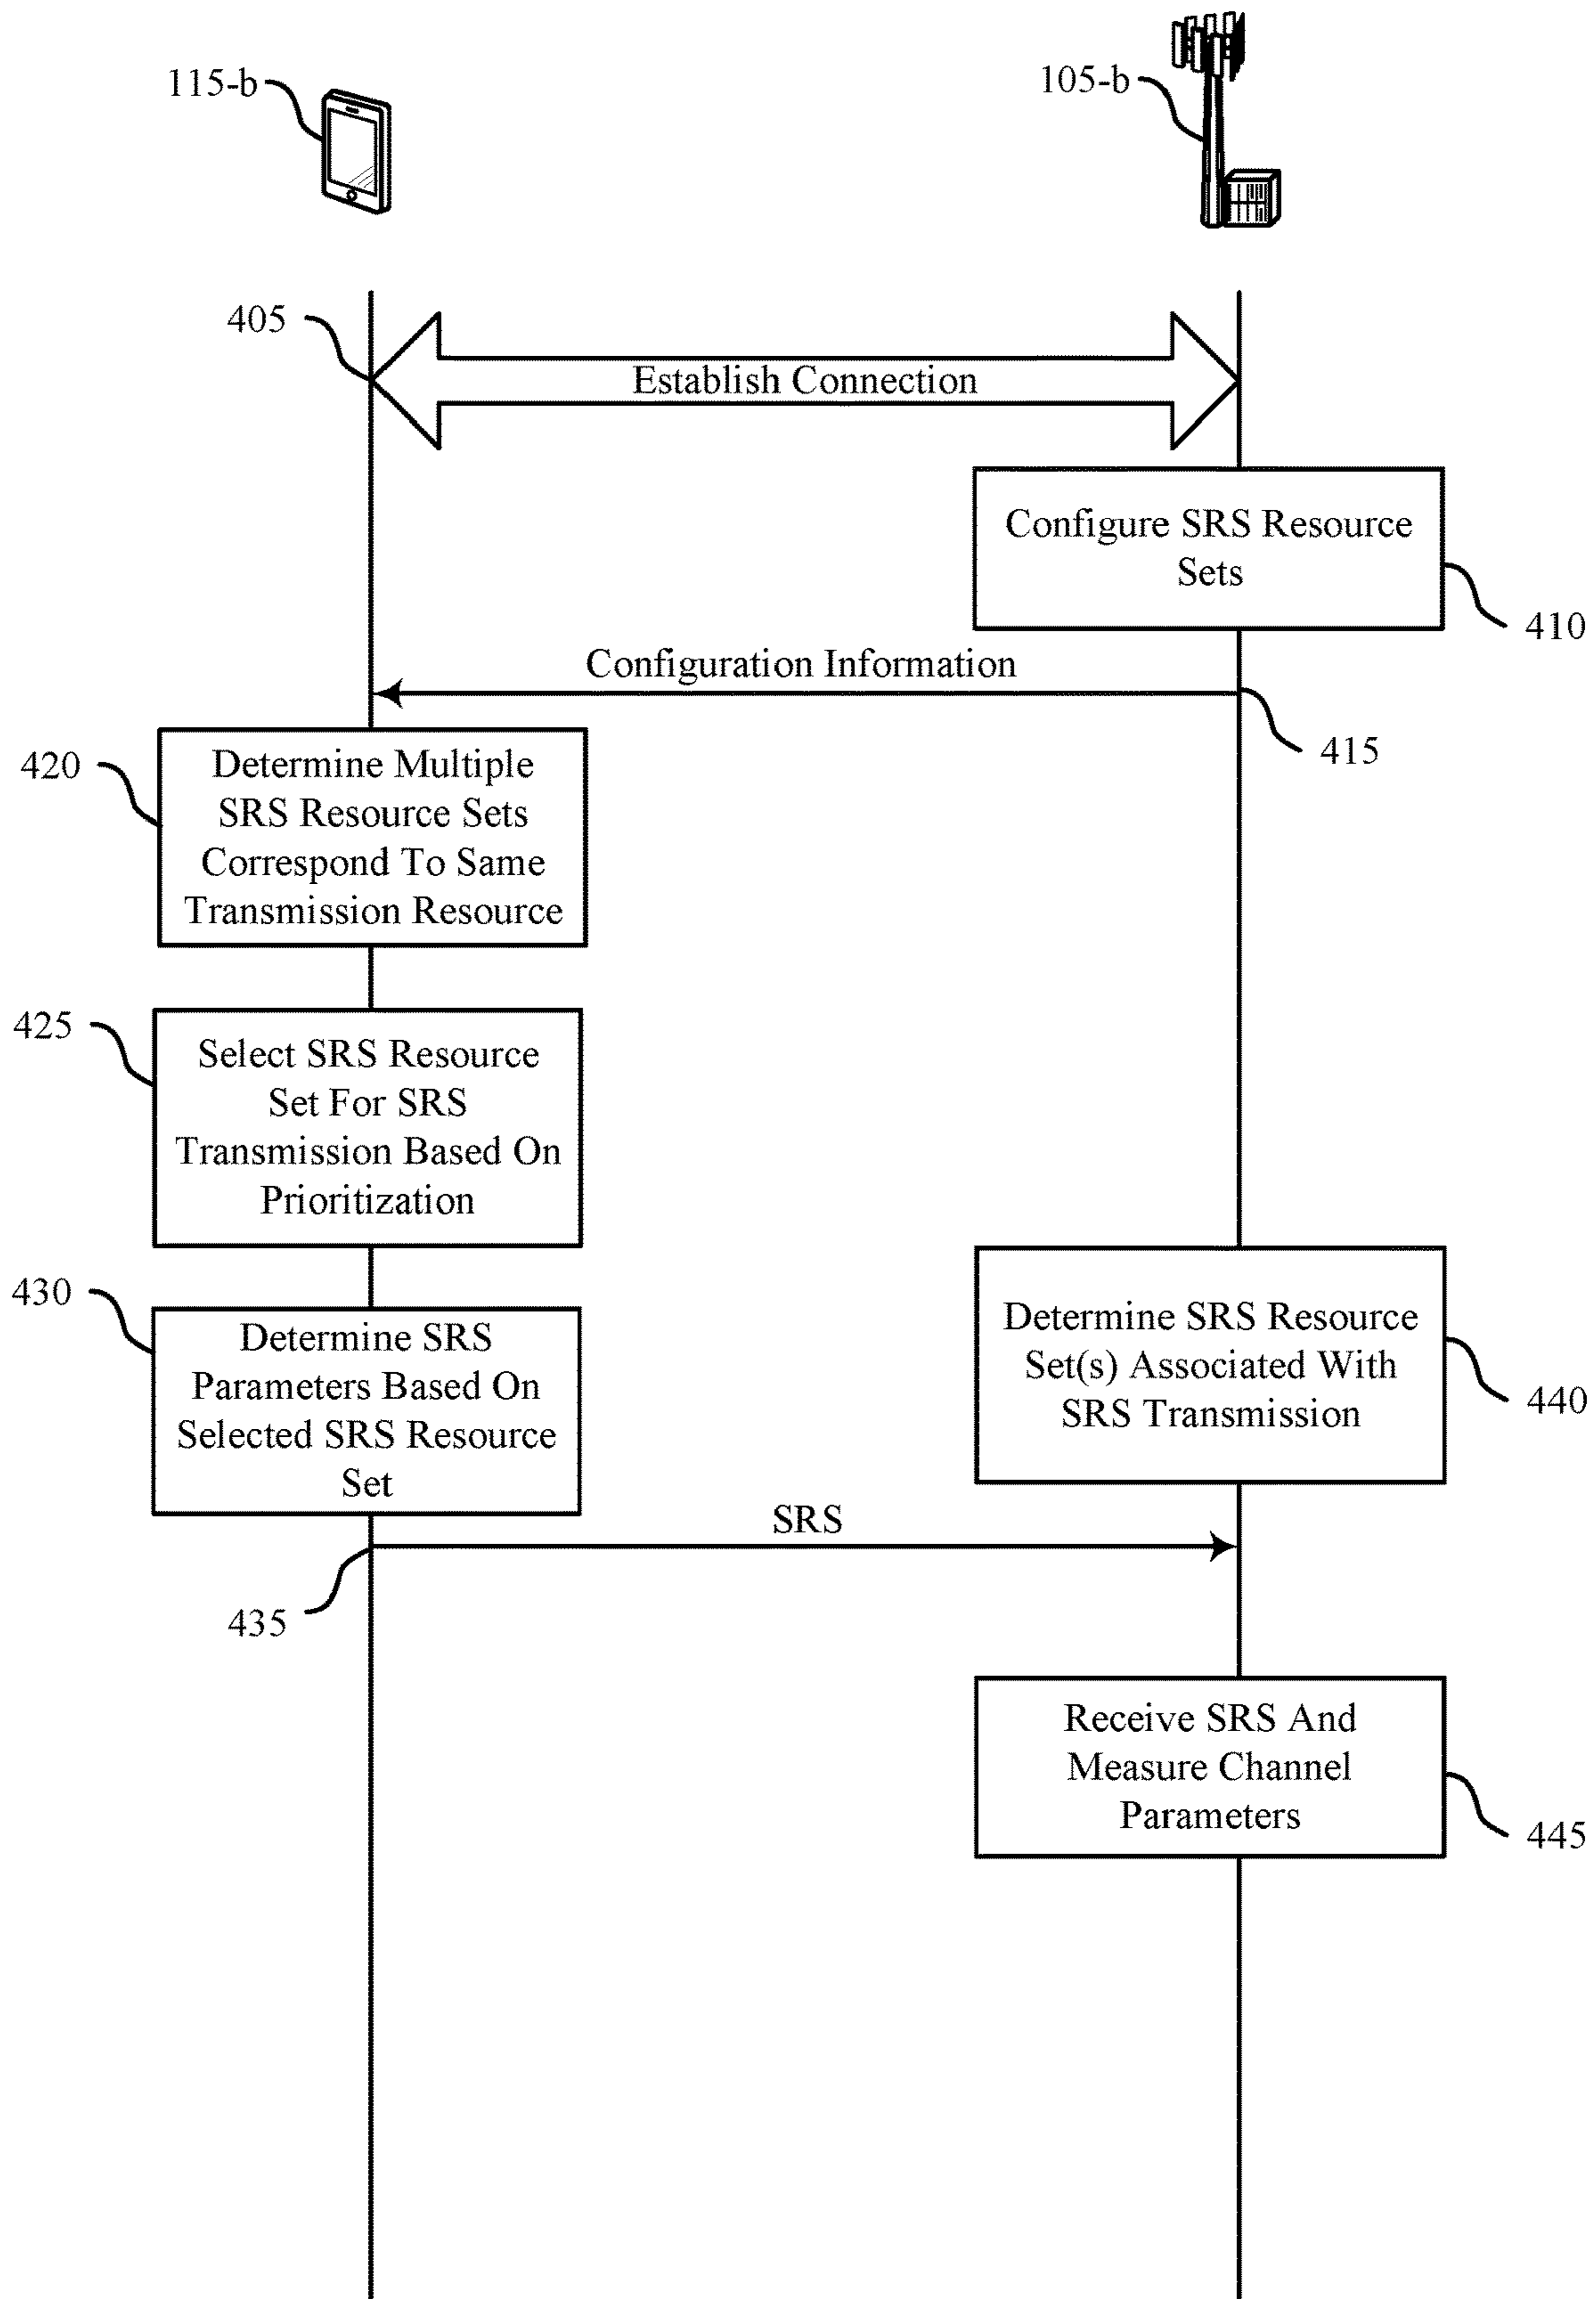 115-b
105-b
405
Establish Connection
Configure SRS Resource
Sets
410
Configuration Information
415
420
Determine Multiple
SRS Resource Sets
Correspond To Same
Transmission Resource
425
Select SRS Resource
Set For SRS
Transmission Based On
Prioritization
430
Determine SRS
Parameters Based On
Selected SRS Resource
Set
Determine SRS Resource
Set(s) Associated With
SRS Transmission
440
SRS
435
Receive SRS And
Measure Channel
Parameters
445